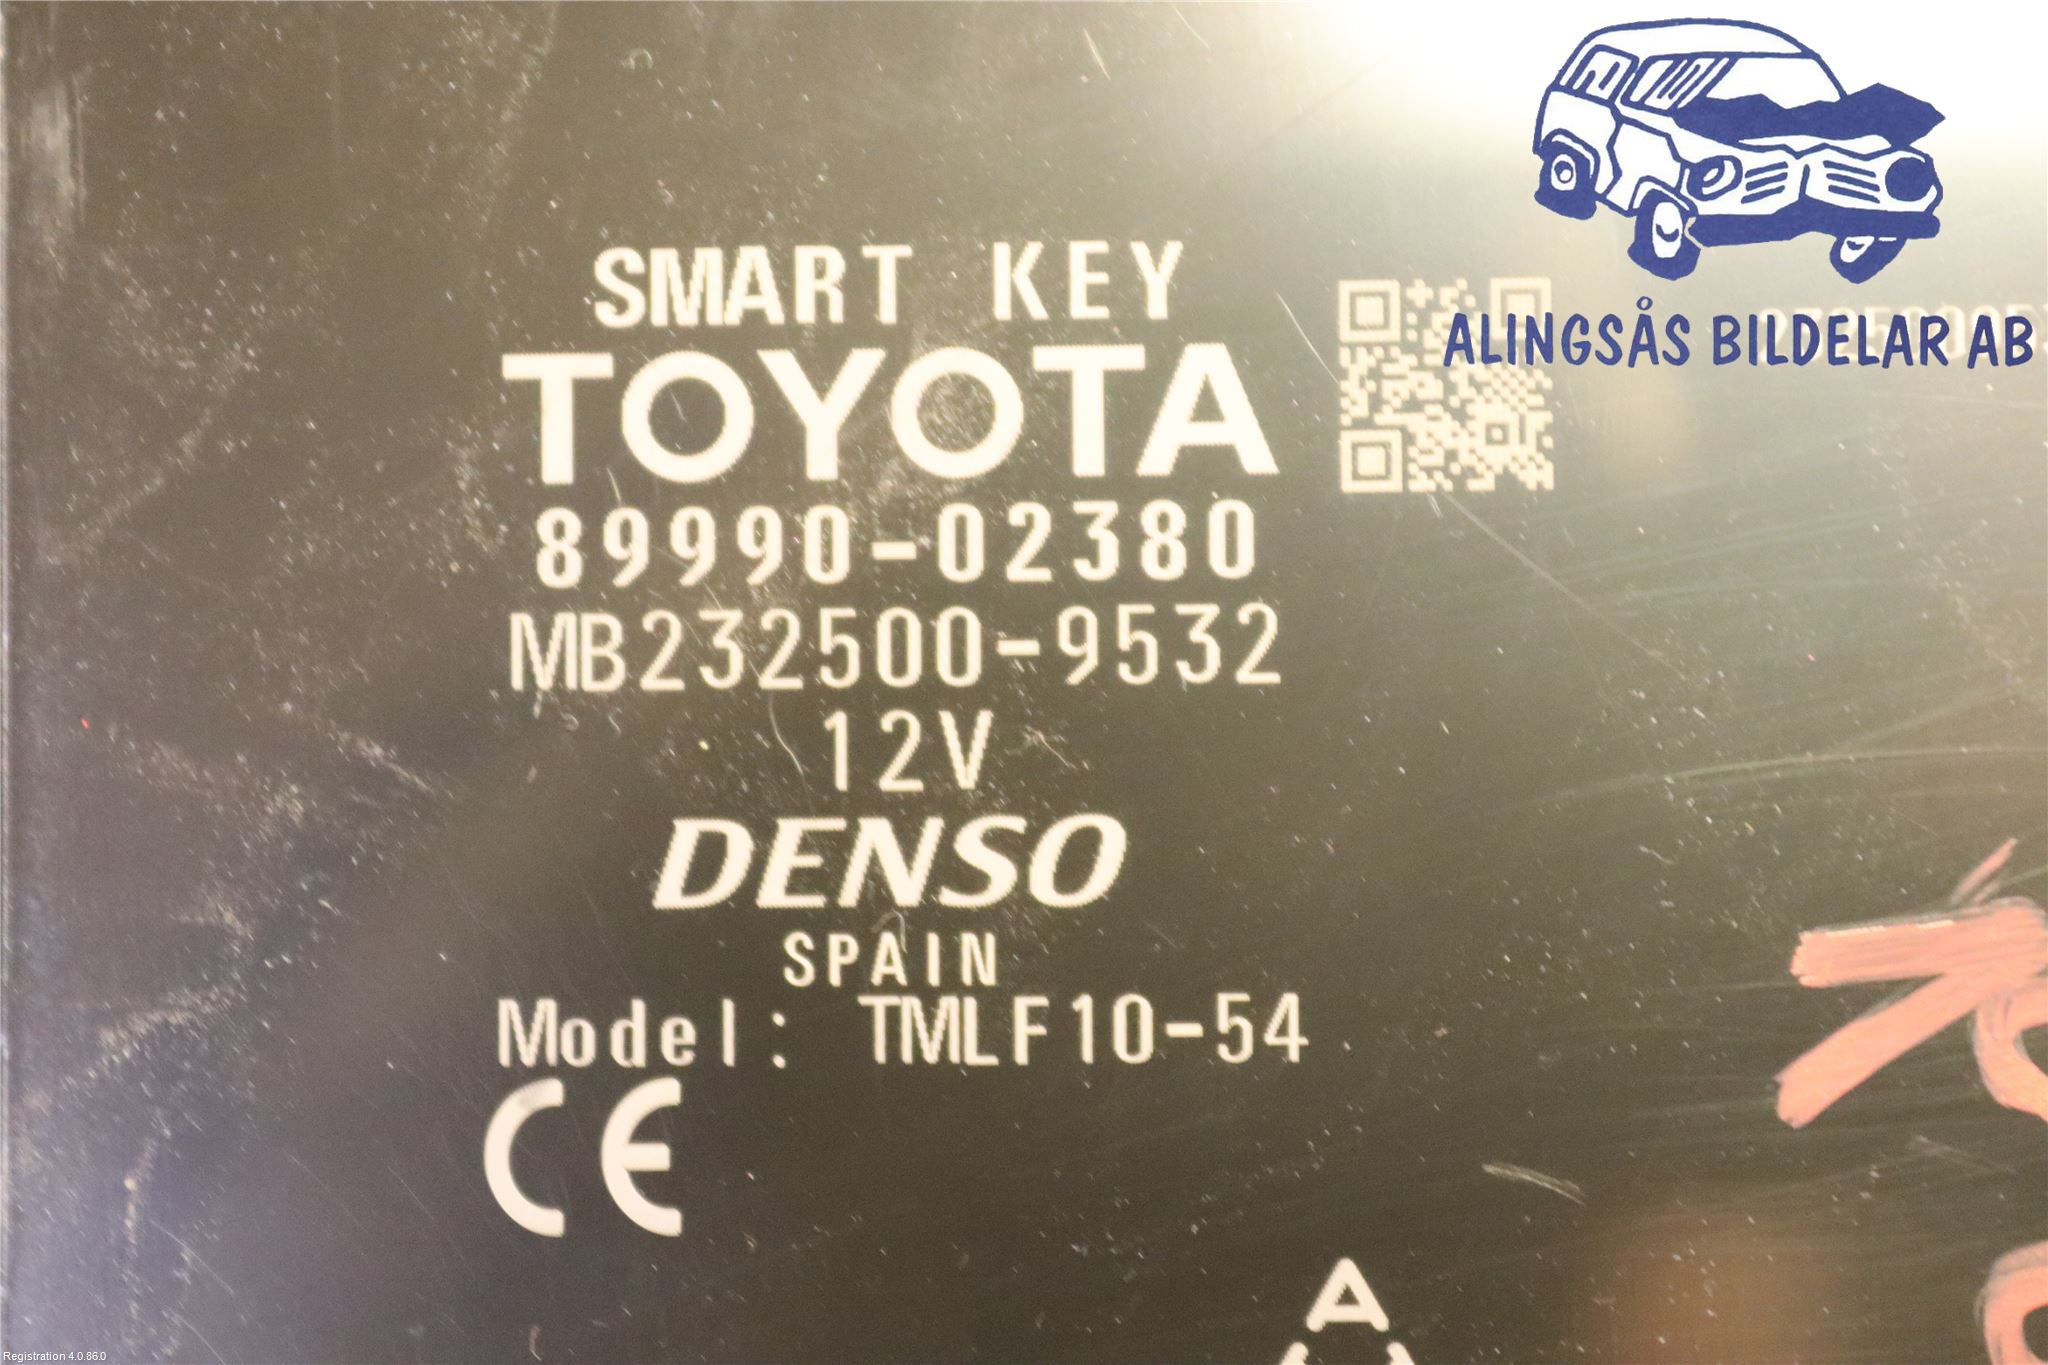 SMART KEY
TOYOTA
89990-02380
MB232500-9532
12V
DENSO
SPAIN
Model: TMLF10-54
CE
A
ALINGSÅS BILDELAR AB
Registration 4.0.86.0